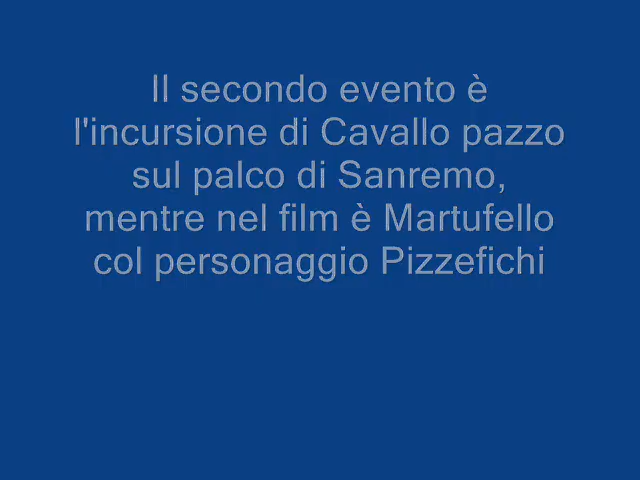 Il secondo evento è
l'incursione di Cavallo pazzo
sul palco di Sanremo,
mentre nel film è Martufello
col personaggio Pizzefichi